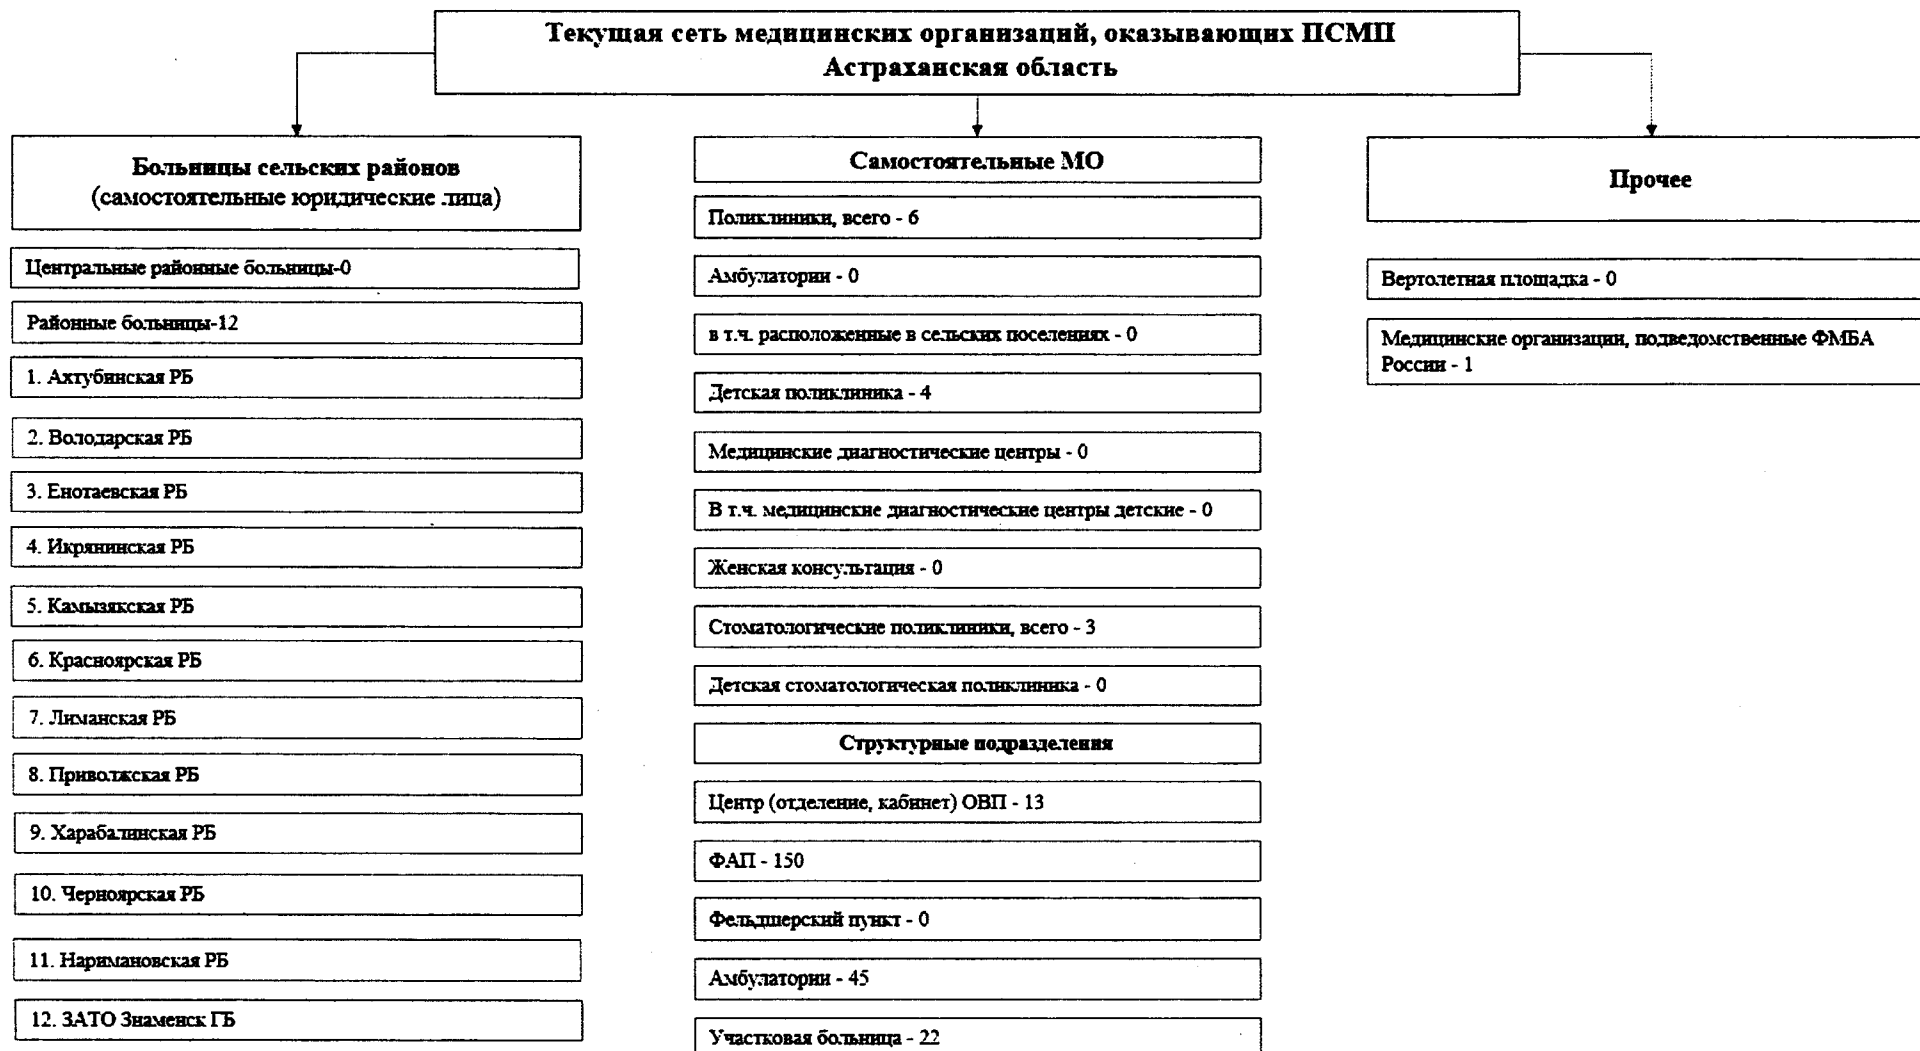 Текущая сеть медицинских организаций, оказывающих ПСМП
Астраханская область
Больницы сельских районов
(самостоятельные юридические лица)
Центральные районные больницы-0
Районные больницы-12
1. Ахтубинская РБ
2. Володарская РБ
3. Енотаевская РБ
4. Икрянинская РБ
5. Камызякская РБ
6. Красноярская РБ
7. Лиманская РБ
8. Приволжская РБ
9. Харабалинская РБ
10. Черноярская РБ
11. Наримановская РБ
12. ЗАТО Знаменск ГБ
Самостоятельные МО
Поликлиники, всего - 6
Амбулатории - 0
в т.ч. расположенные в сельских поселениях - 0
Детская поликлиника - 4
Медицинские диагностические центры - 0
В т.ч. медицинские диагностические центры детские - 0
Женская консультация - 0
Стоматологические поликлиники, всего - 3
Детская стоматологическая поликлиника - 0
Структурные подразделения
Центр (отделение, кабинет) ОВП - 13
ФАП - 150
Фельдшерский пункт - 0
Амбулатории - 45
Участковая больница - 22
Прочее
Вертолетная площадка - 0
Медицинские организации, подведомственные ФМБА
России - 1